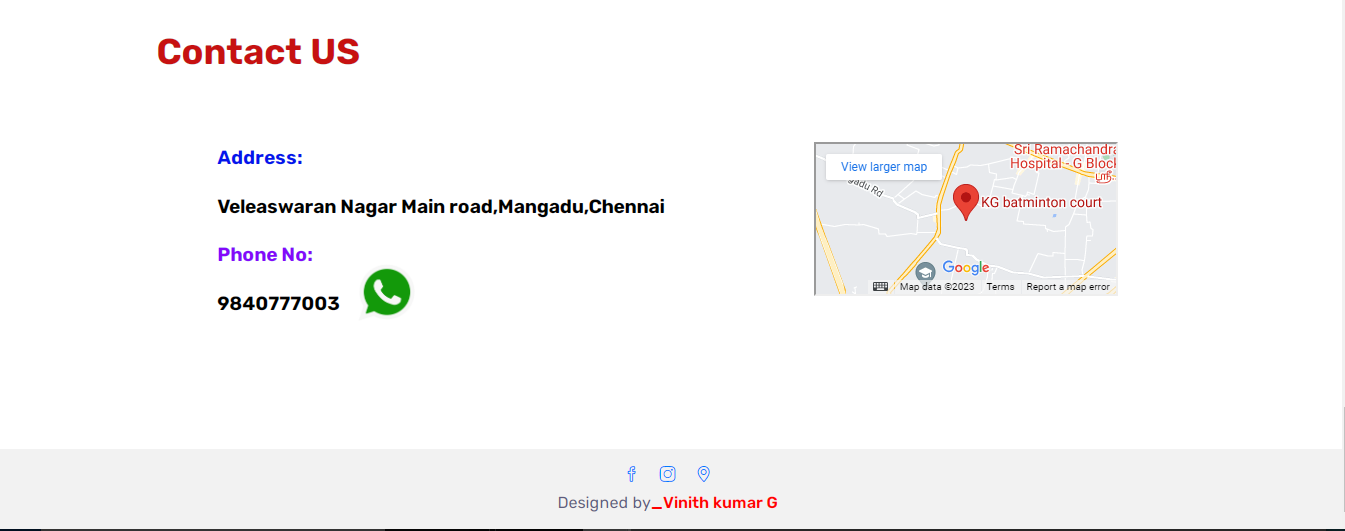 Contact US
Address:
Veleaswaran Nagar Main road,Mangadu,Chennai
Phone No:
9840777003
View larger map
Sri Ramachandra
Hospital - G Block
ஸ்ரீ.
gadu Rd
KG batminton court
Google
Map data ©2023
Terms
Report a map error
Designed by_Vinith kumar G